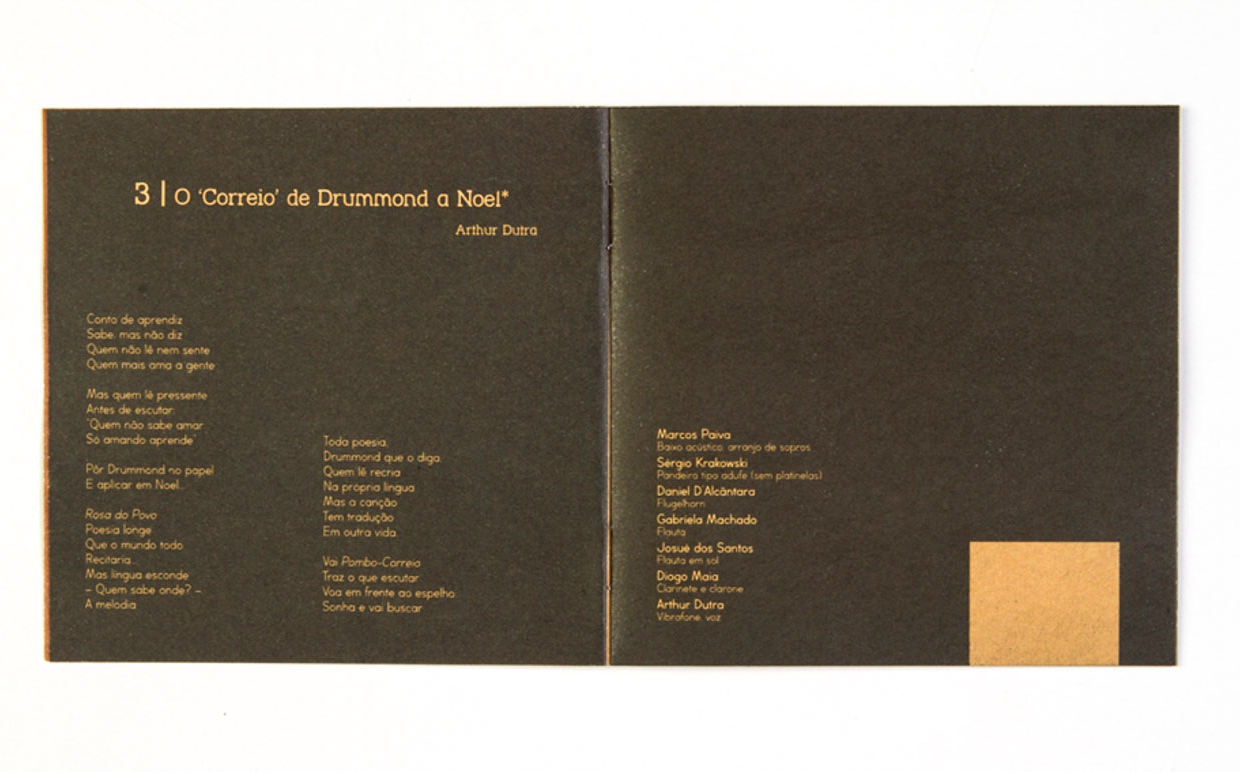 3 | O ‘Correio’ de Drummond a Noel*
Arthur Dutra
Conto de aprendiz
Sabe, mas não diz
Quem não lê nem sente
Quem mais ama a gente
Mas quem lê pressente
Antes de escutar:
‘Quem não sabe amar
Só amando aprende’
Pôr Drummond no papel
E aplicar em Noel...
Rosa do Povo
Poesia longe
Que o mundo todo
Recitaria...
Mas língua esconde
– Quem sabe onde? –
A melodia
Toda poesia,
Drummond que o diga,
Quem lê recria
Na própria língua
Mas a canção
Tem tradução
Em outra vida.
Vai Pombo-Correio
Traz o que escutar
Voa em frente ao espelho
Sonha e vai buscar
Marcos Paiva
Baixo acústico, arranjo de sopros
Sérgio Krakowski
Pandeiro tipo adufe (sem platinelas)
Daniel D’Alcântara
Flugelhorn
Gabriela Machado
Flauta
Josué dos Santos
Flauta em sol
Diogo Maia
Clarinete e clarone
Arthur Dutra
Vibrafone, voz